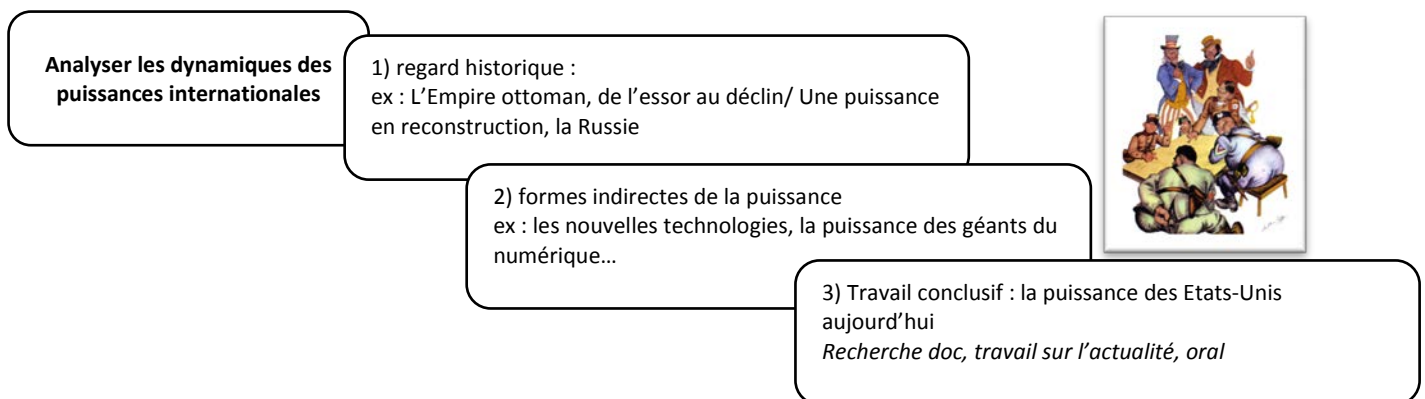 Analyser les dynamiques des
puissances internationales
1) regard historique :
ex : L’Empire ottoman, de l’essor au déclin/ Une puissance
en reconstruction, la Russie
2) formes indirectes de la puissance
ex : les nouvelles technologies, la puissance des géants du
numérique…
3) Travail conclusif : la puissance des Etats-Unis
aujourd’hui
Recherche doc, travail sur l’actualité, oral